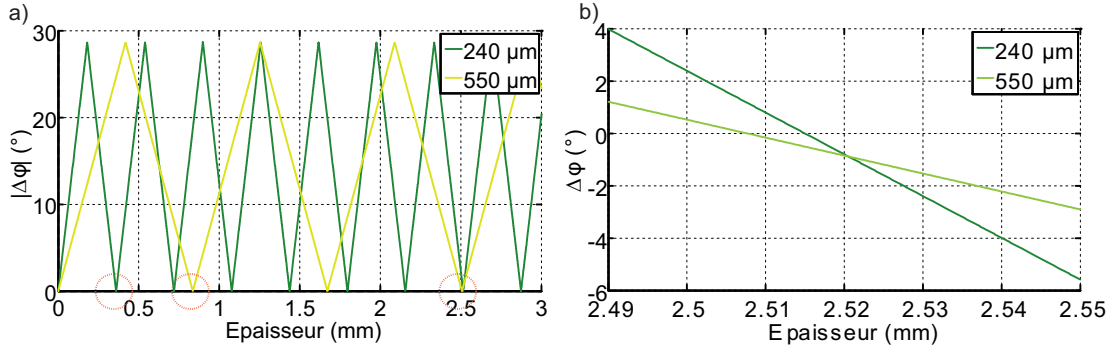 a)
|Δφ| (°)
30
20
10
0
0
0.5
1
1.5
2
2.5
3
Epaisseur (mm)
240 µm
550 µm
b)
Δφ (°)
4
2
0
-2
-4
-6
2.49
2.5
2.51
2.52
2.53
2.54
2.55
Epaisseur (mm)
240 µm
550 µm